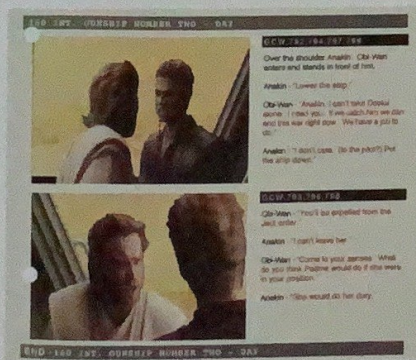 160 INT. GUNSHIP NUMBER TWO - DAY
Over the shoulder Anakin. Obi-Wan
enters and stands in front of him.
Anakin - "Lower the ship."
Obi-Wan - "Anakin, I can't take Dooku
alone. I need you. If we catch him we can
end this war right now. We have a job to
do."
Anakin - "I don't care. (to the pilot) Put
the ship down."
Obi-Wan - "You'll be expelled from the
Jedi order."
Anakin - "I can't leave her."
Obi-Wan - "Come to your senses. What
do you think Padme would do if she were
in your position."
Anakin - "She would do her duty."
END 160 INT. GUNSHIP NUMBER TWO - DAY